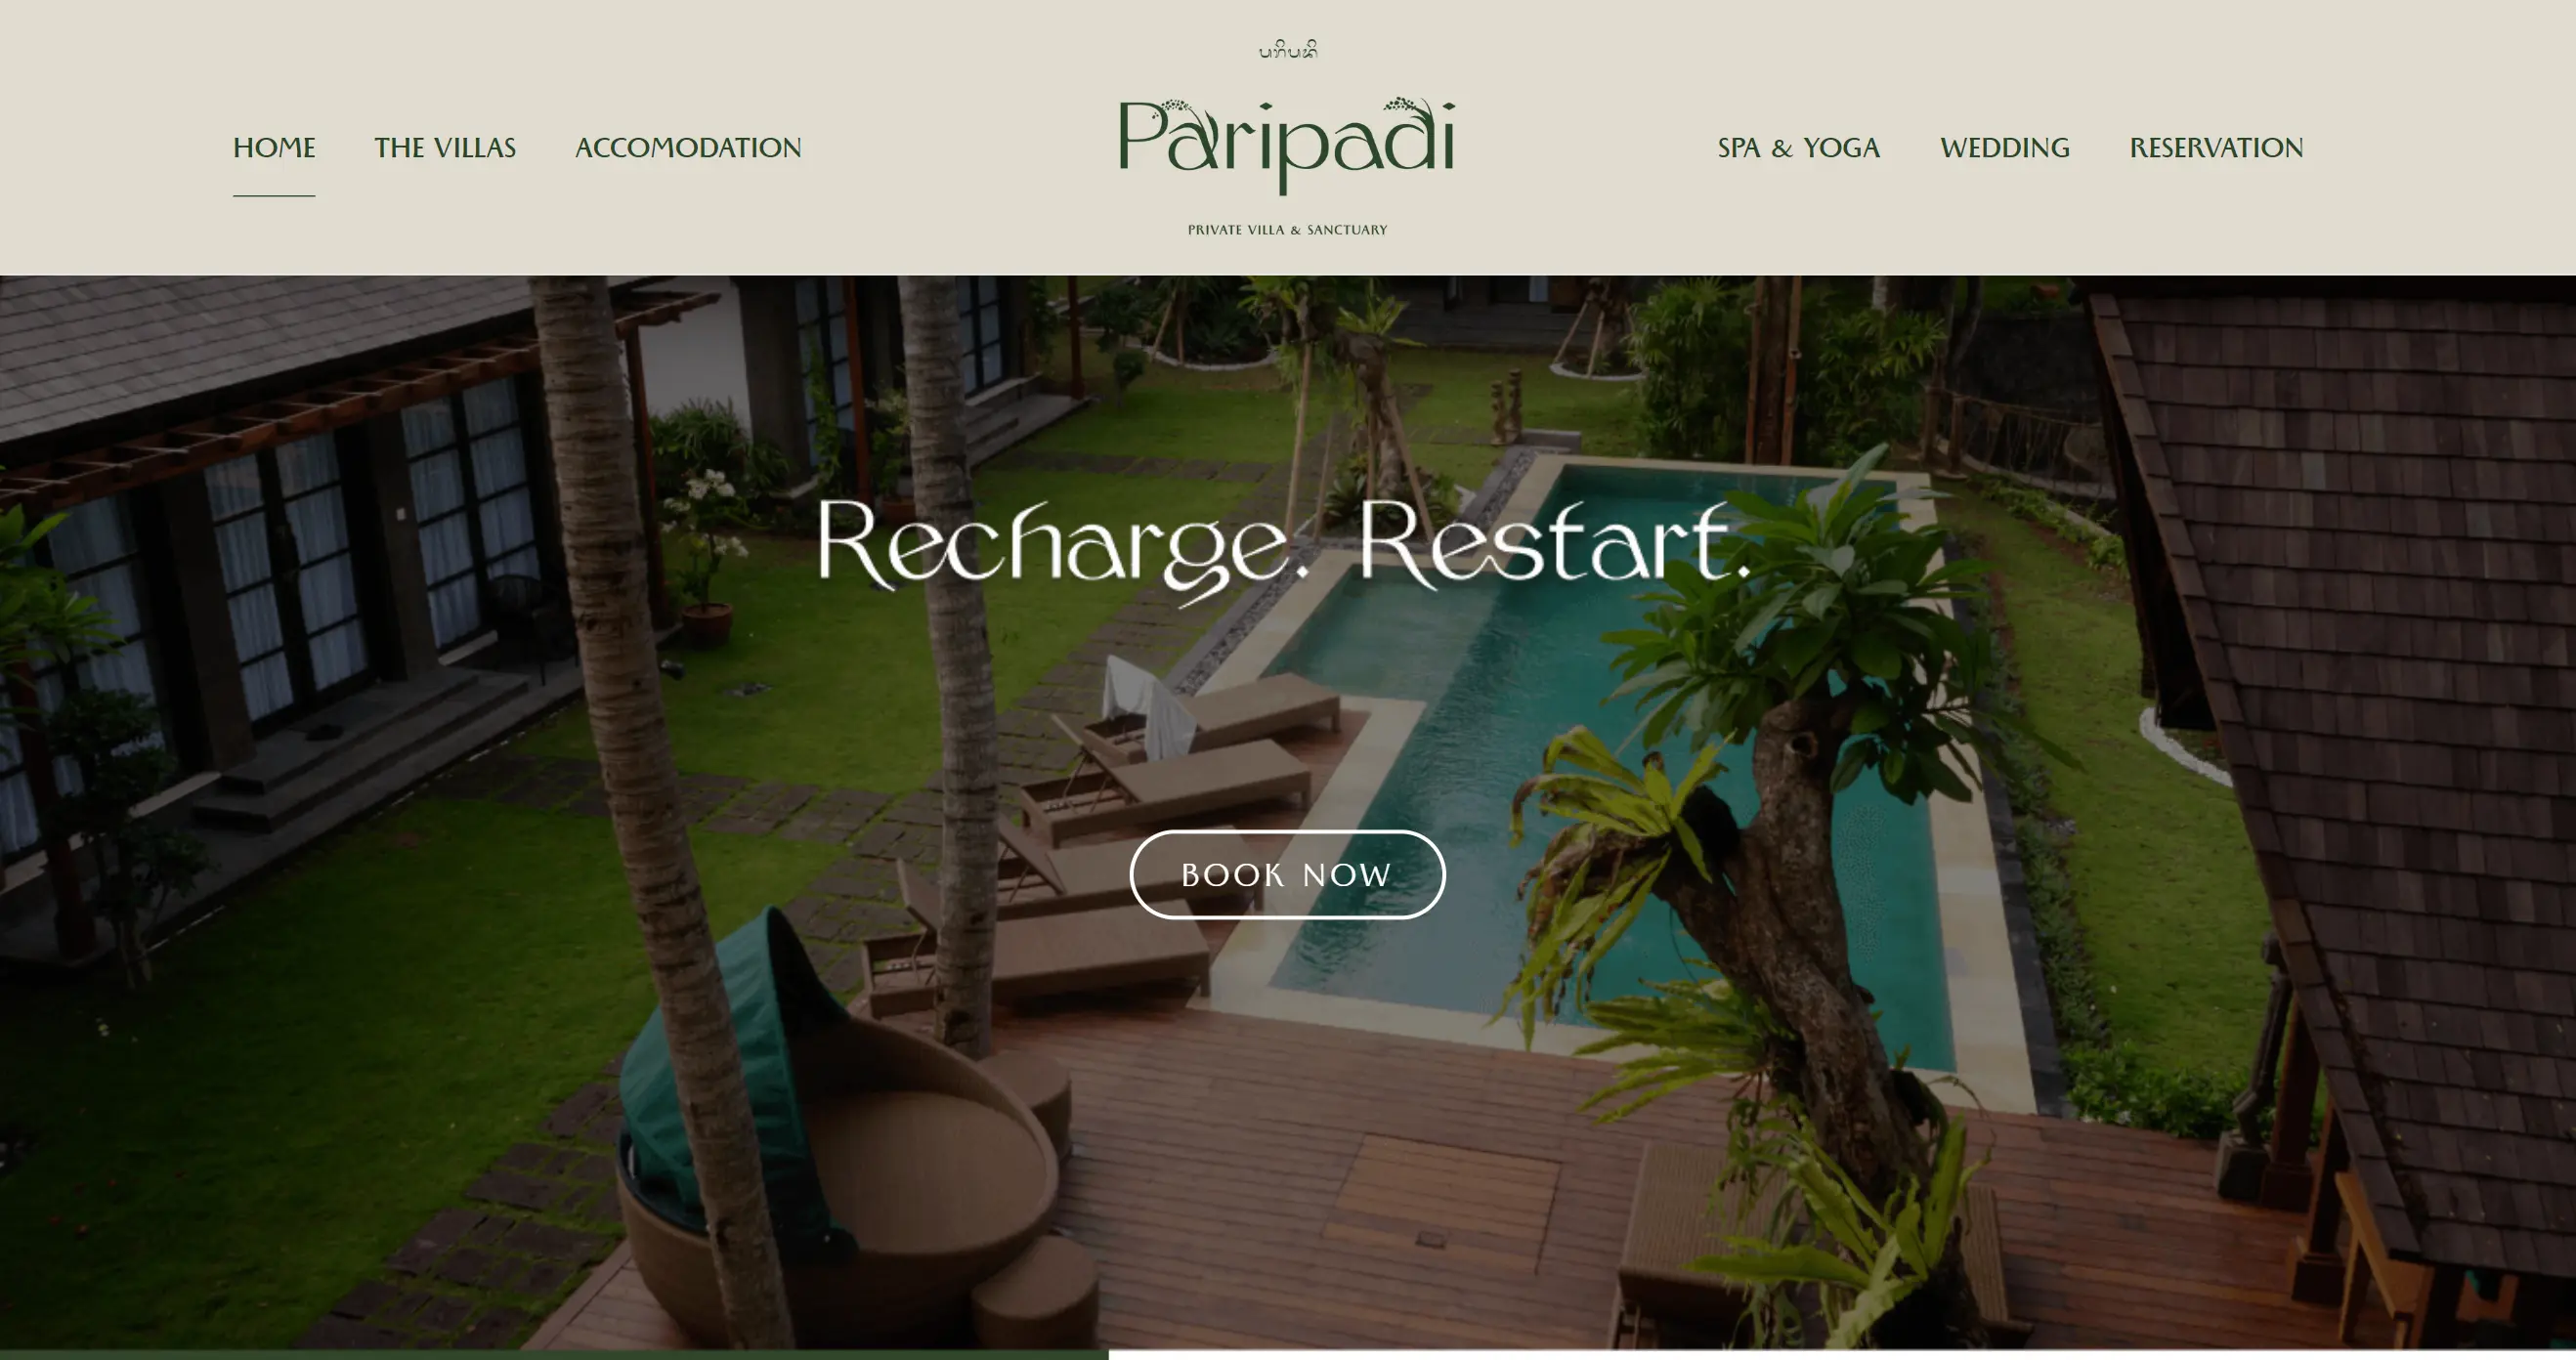 HOME THE VILLAS ACCOMODATION
Paripadi
PRIVATE VILLA & SANCTUARY
SPA & YOGA WEDDING RESERVATION
Recharge. Restart.
BOOK NOW